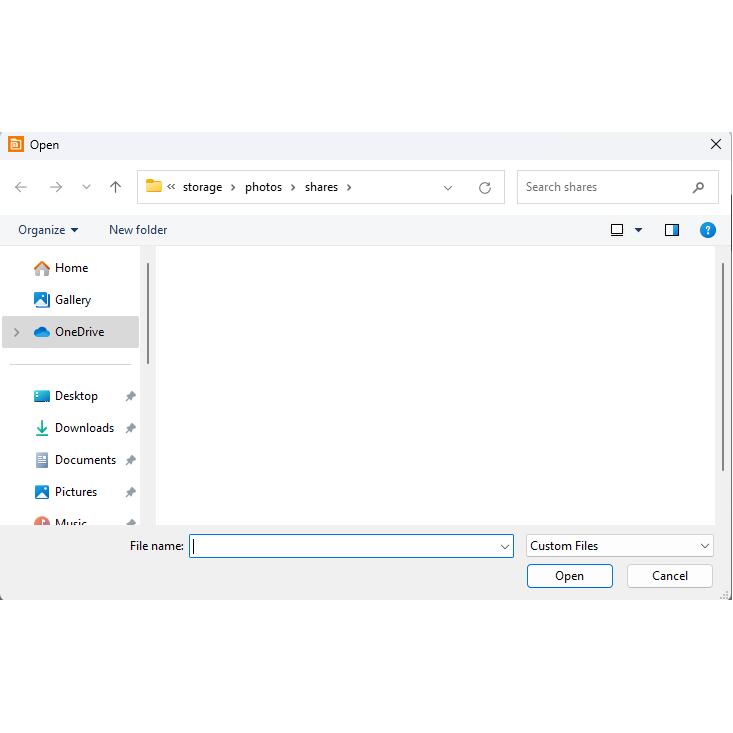 Open
« storage > photos > shares >
Search shares
Organize
New folder
?
Home
Gallery
OneDrive
Desktop
Downloads
Documents
Pictures
Music
File name:
Custom Files
Open
Cancel